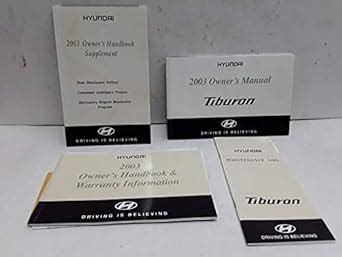 HYUNDAI
2003 Owner's Handbook
Supplement
State Disclosure Notices
Consumer Assistance Process
Alternative Dispute Resolution
Program
DRIVING IS BELIEVING
HYUNDAI
2003 Owner's Manual
Tiburon
DRIVING IS BELIEVING
HYUNDAI
2003
Owner's Handbook &
Warranty Information
DRIVING IS BELIEVING
HYUNDAI
MAINTENANCE LOG
Tiburon
DRIVING IS BELIEVING